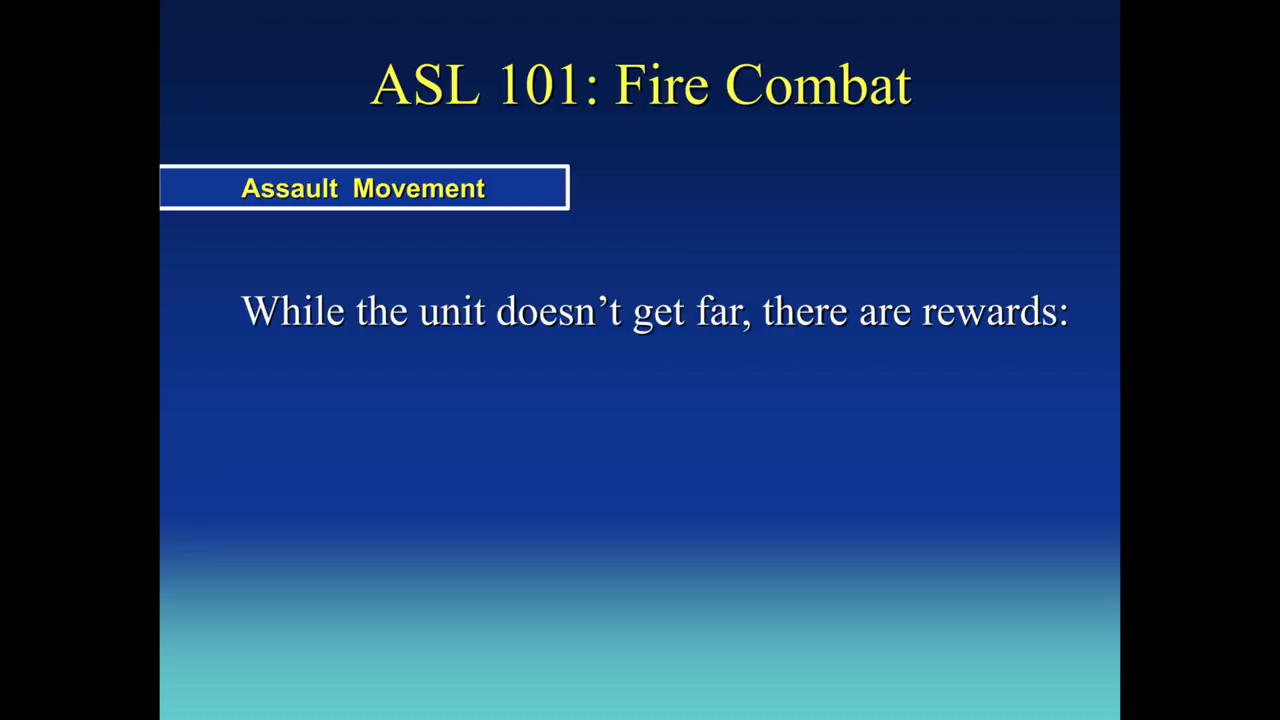 ASL 101: Fire Combat
Assault Movement
While the unit doesn’t get far, there are rewards: